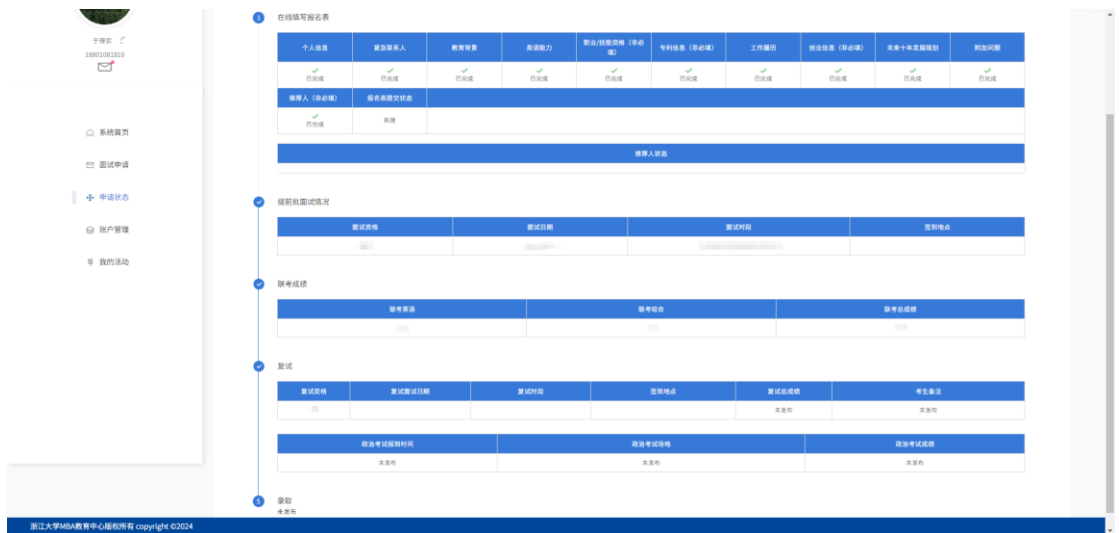 于得实
18801081810
系统首页
面试申请
申请状态
账户管理
我的活动
1 在线填写报名表
个人信息 紧急联系人 教育背景 英语能力 职业/技能资格（非必填） 专利信息（非必填） 工作履历 创业信息（非必填） 未来十年发展规划 附加问题
已完成 已完成 已完成 已完成 已完成 已完成 已完成 已完成 已完成 已完成
推荐人（非必填） 报名表提交状态
已完成 新建
推荐人状态
提前批面试情况
面试资格 面试日期 面试时段 签到地点
联考成绩
联考英语 联考综合 联考总成绩
复试
复试资格 复试面试日期 复试时段 签到地点 复试总成绩 考生备注
未发布 未发布
政治考试报到时间 政治考试场地 政治考试成绩
未发布 未发布 未发布
5 录取
未发布
浙江大学MBA教育中心版权所有 copyright ©2024